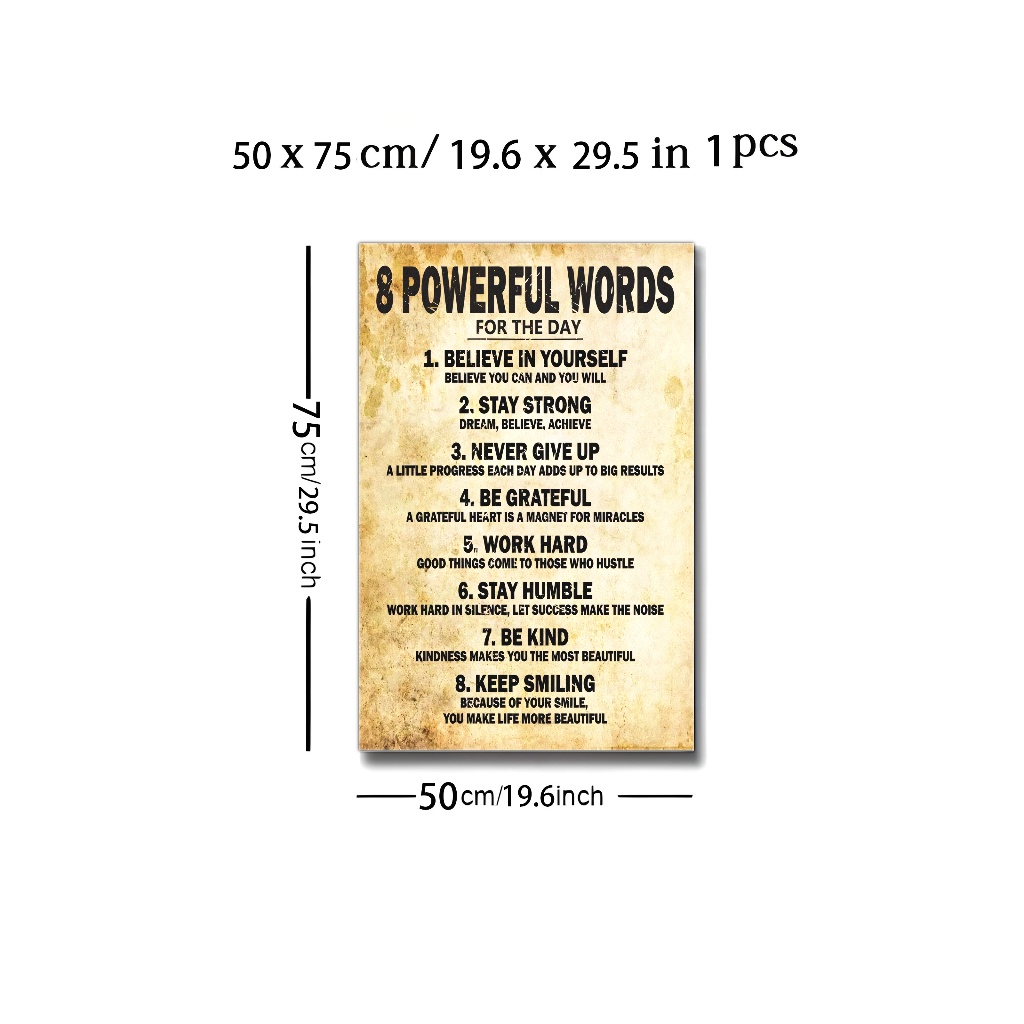 50 x 75 cm/ 19.6 x 29.5 in 1 pcs
8 POWERFUL WORDS
FOR THE DAY
1. BELIEVE IN YOURSELF
BELIEVE YOU CAN AND YOU WILL
2. STAY STRONG
DREAM, BELIEVE, ACHIEVE
3. NEVER GIVE UP
A LITTLE PROGRESS EACH DAY ADDS UP TO BIG RESULTS
4. BE GRATEFUL
A GRATEFUL HEART IS A MAGNET FOR MIRACLES
5. WORK HARD
GOOD THINGS COME TO THOSE WHO HUSTLE
6. STAY HUMBLE
WORK HARD IN SILENCE, LET SUCCESS MAKE THE NOISE
7. BE KIND
KINDNESS MAKES YOU THE MOST BEAUTIFUL
8. KEEP SMILING
BECAUSE OF YOUR SMILE,
YOU MAKE LIFE MORE BEAUTIFUL
75cm/29.5inch
50cm/19.6inch